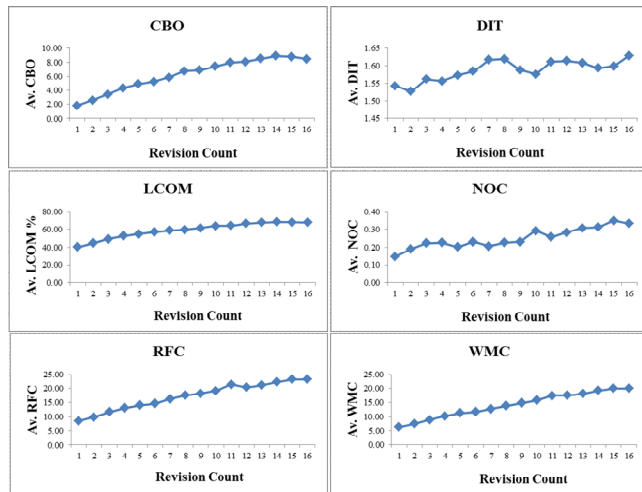 CBO
Av. CBO
10.00
8.00
6.00
4.00
2.00
0.00
1 2 3 4 5 6 7 8 9 10 11 12 13 14 15 16
Revision Count
DIT
Av. DIT
1.65
1.60
1.55
1.50
1.45
1 2 3 4 5 6 7 8 9 10 11 12 13 14 15 16
Revision Count
LCOM
Av. LCOM %
80.00
60.00
40.00
20.00
0.00
1 2 3 4 5 6 7 8 9 10 11 12 13 14 15 16
Revision Count
NOC
Av. NOC
0.40
0.30
0.20
0.10
0.00
1 2 3 4 5 6 7 8 9 10 11 12 13 14 15 16
Revision Count
RFC
Av. RFC
25.00
20.00
15.00
10.00
5.00
0.00
1 2 3 4 5 6 7 8 9 10 11 12 13 14 15 16
Revision Count
WMC
Av. WMC
25.00
20.00
15.00
10.00
5.00
0.00
1 2 3 4 5 6 7 8 9 10 11 12 13 14 15 16
Revision Count